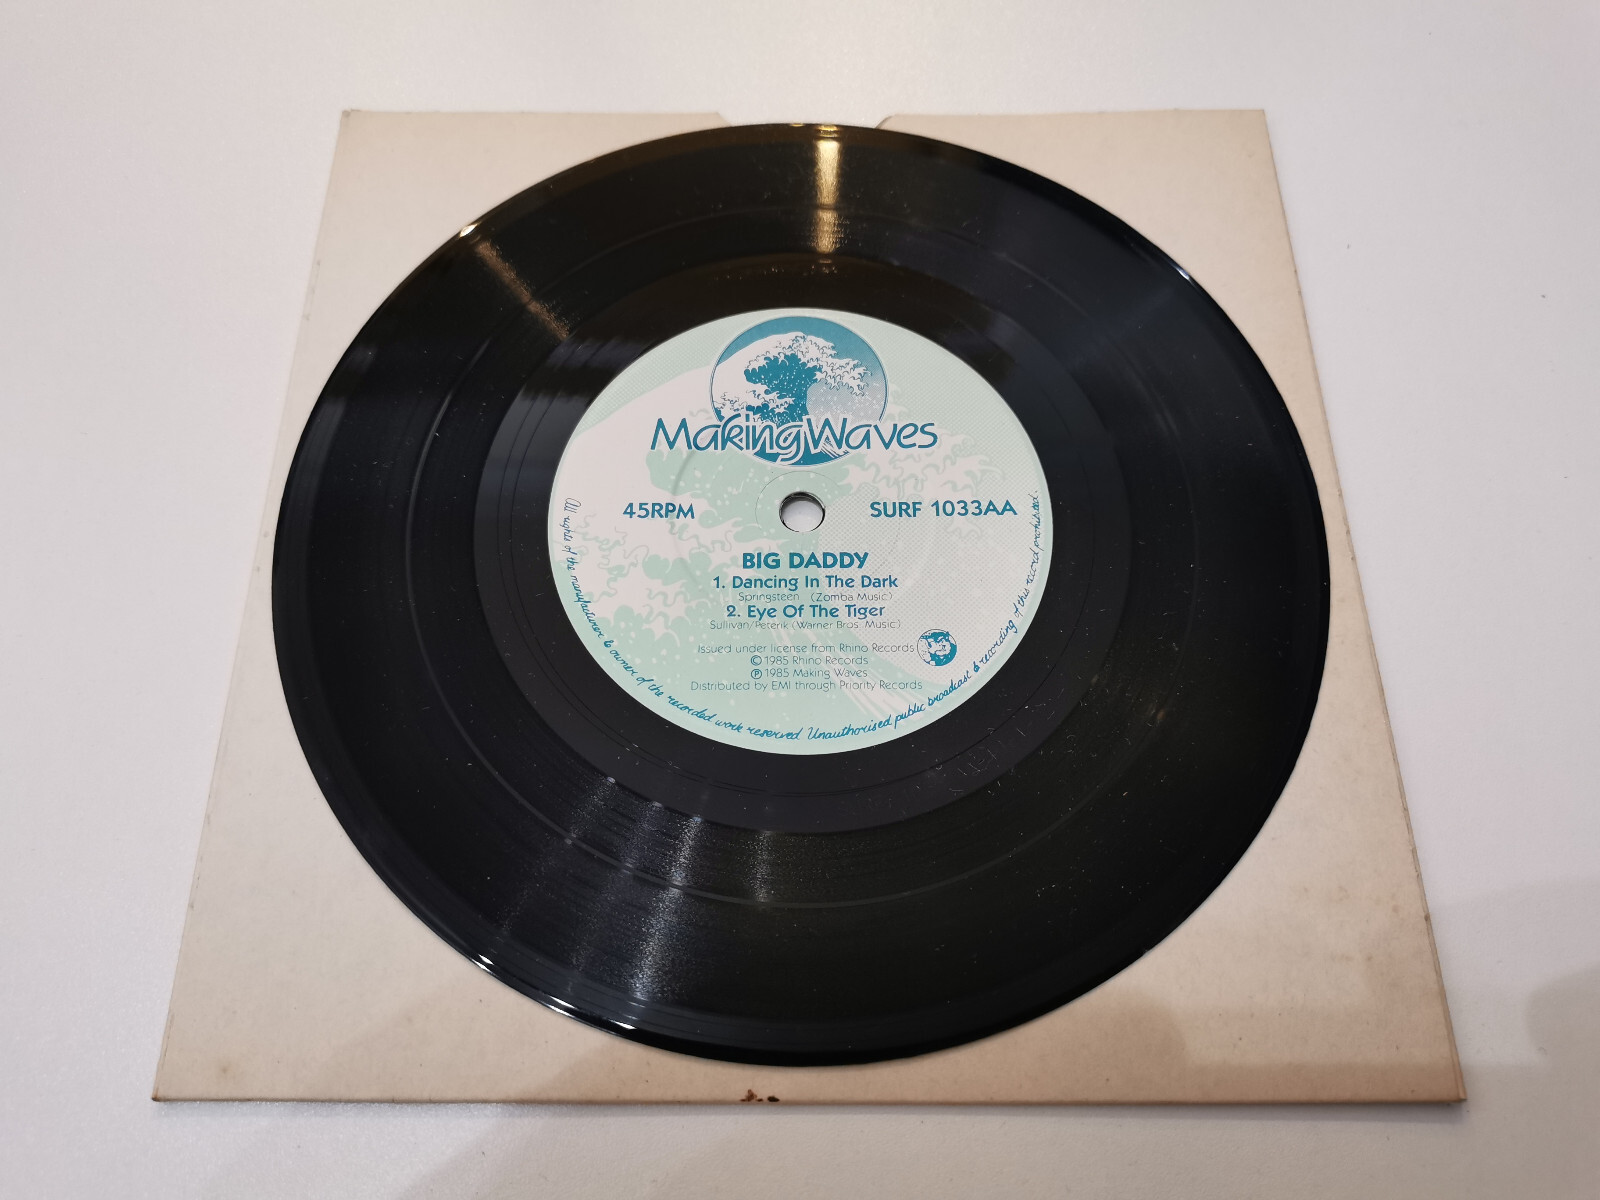 Making Waves
45RPM
SURF 1033AA
BIG DADDY
1. Dancing In The Dark
Springsteen (Zomba Music)
2. Eye Of The Tiger
Sullivan/Peterik (Warner Bros. Music)
Issued under license from Rhino Records
© 1985 Rhino Records
℗ 1985 Making Waves
Distributed by EMI through Priority Records
All rights of the manufacturer & owner of the recorded work reserved. Unauthorised public broadcast & recording of this record prohibited.